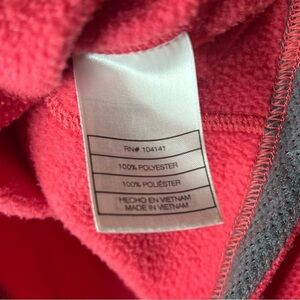 RN# 104141
100% POLYESTER
100% POLIÉSTER
HECHO EN VIETNAM
MADE IN VIETNAM